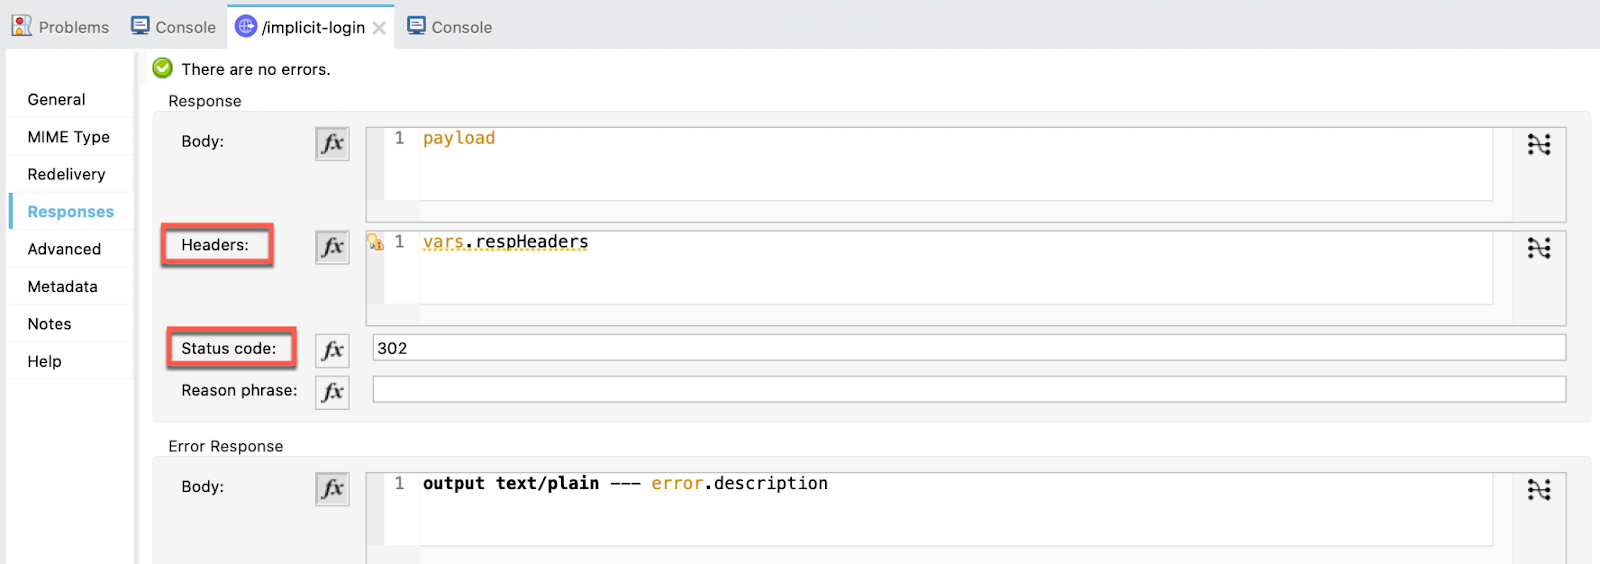 Problems Console /implicit-login Console
There are no errors.
General
MIME Type
Redelivery
Responses
Advanced
Metadata
Notes
Help
Response
Body: fx 1 payload
Headers: fx 1 vars.respHeaders
Status code: fx 302
Reason phrase: fx
Error Response
Body: fx 1 output text/plain --- error.description